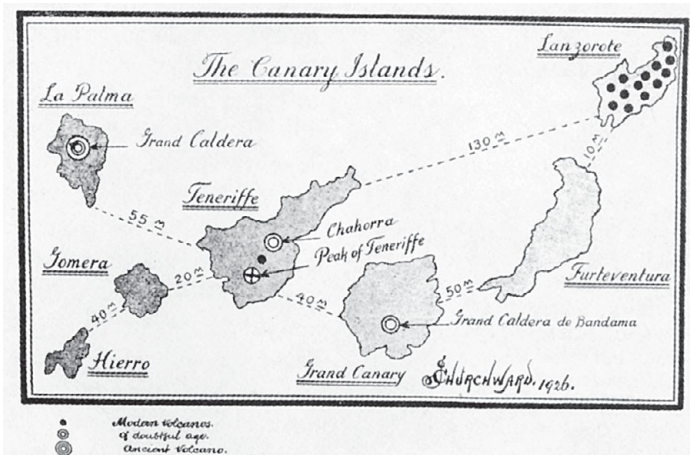 Lanzorote
The Canary Islands.
La Palma
Grand Caldera
130 M
10 M
Teneriffe
55 M
Chahorra
Peak of Teneriffe
Gomera
20 M
Furteventura
40 M
40 M
50 M
Grand Caldera de Bandama
Hierro
Grand Canary
J. CHURCHWARD. 1926.
Modern Volcanos.
of doubtful age.
Ancient Volcano.